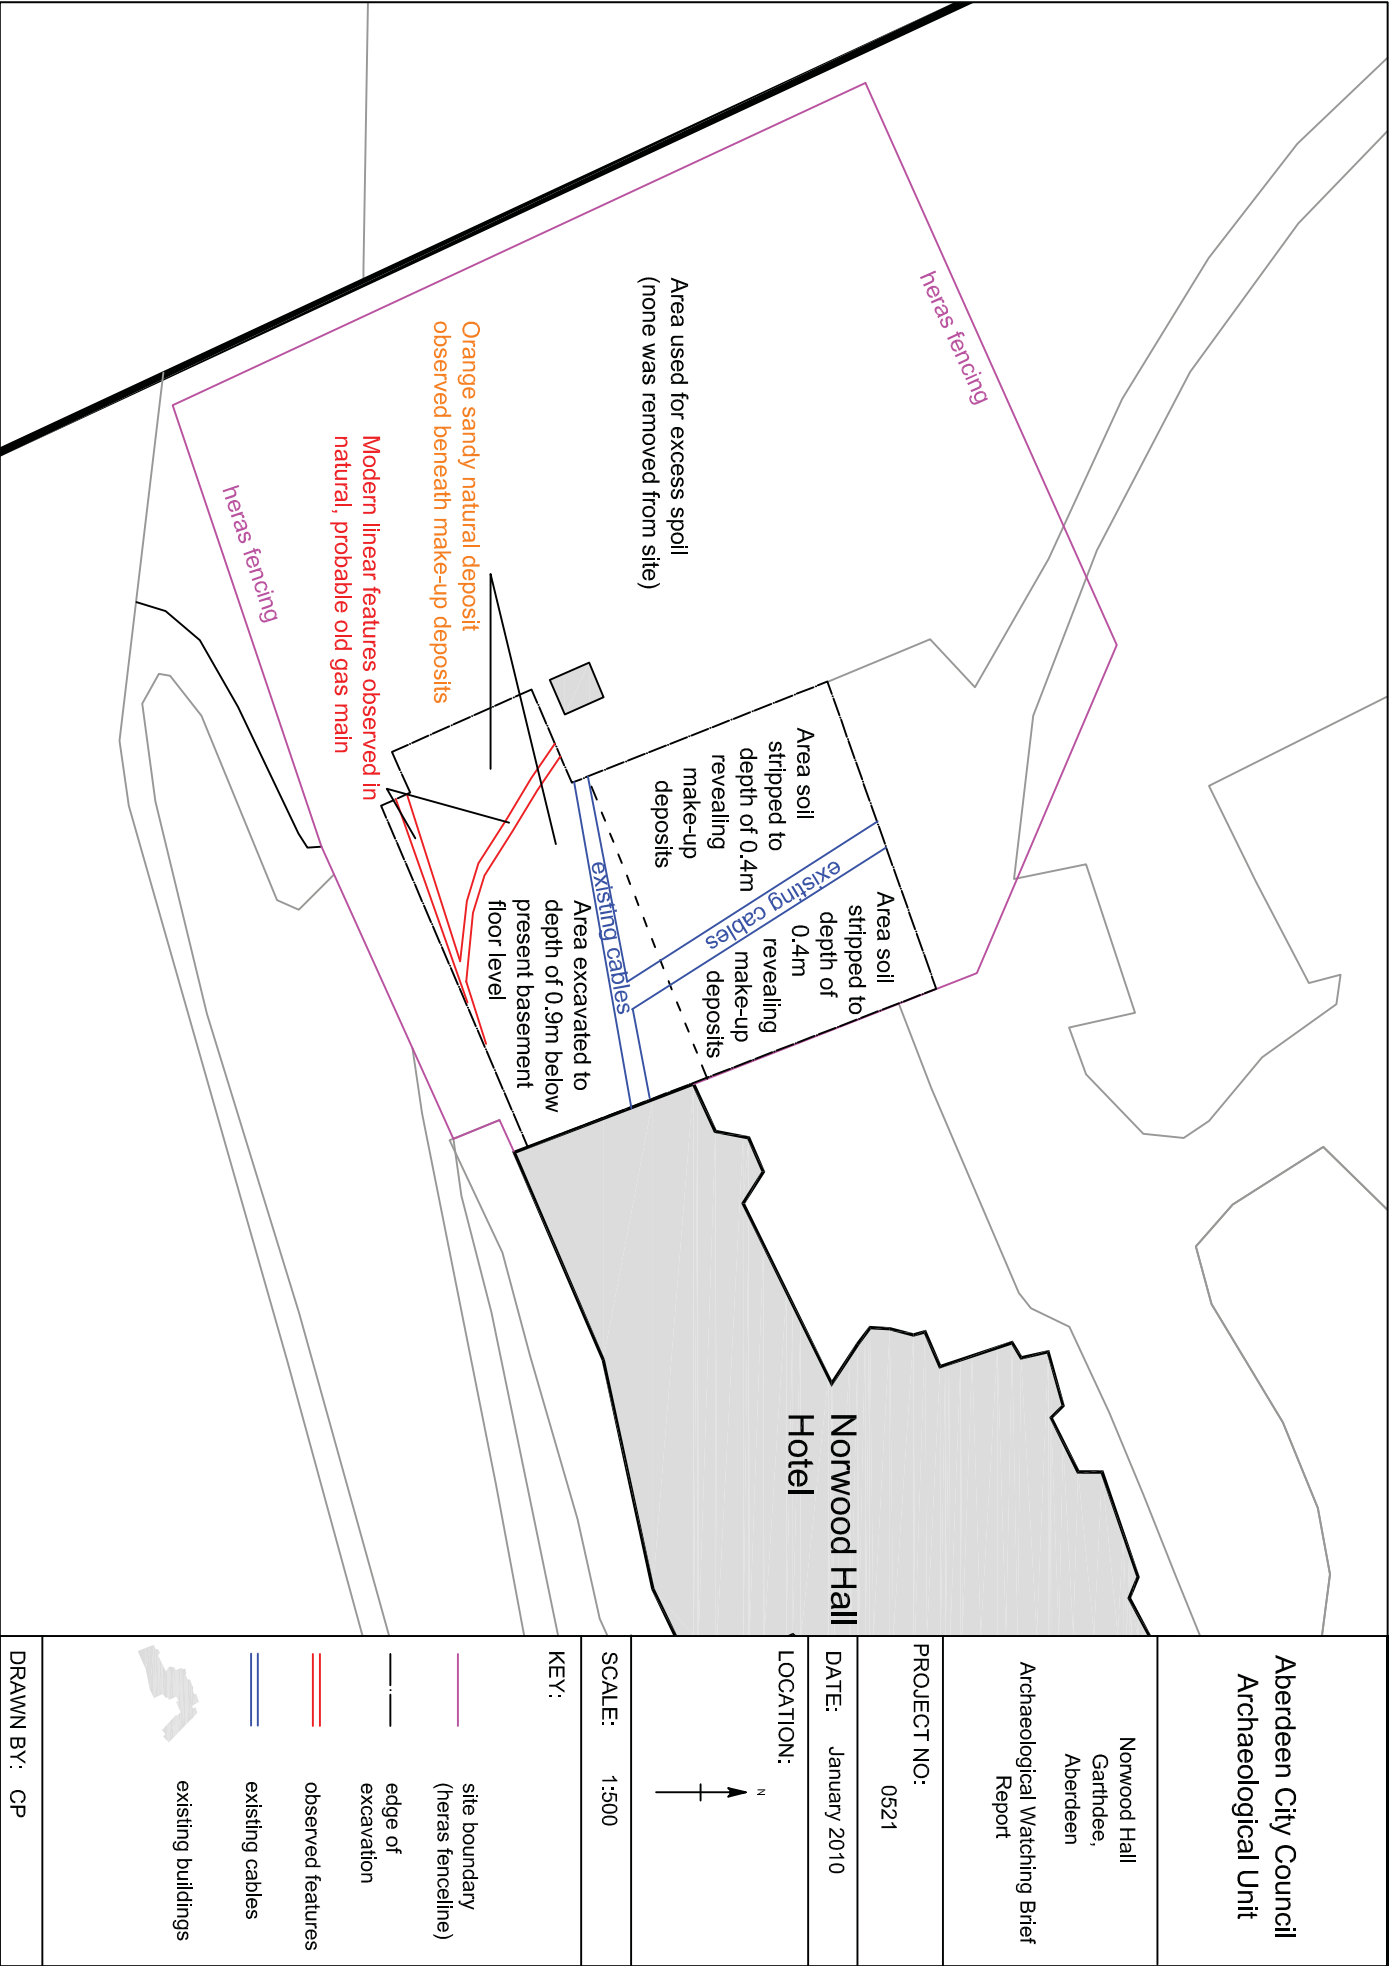 heras fencing
Area used for excess spoil
(none was removed from site)
Orange sandy natural deposit
observed beneath make-up deposits
Modern linear features observed in
natural, probable old gas main
heras fencing
Area soil
stripped to
depth of 0.4m
revealing
make-up
deposits
existing cables
Area soil
stripped to
depth of
0.4m
revealing
make-up
deposits
existing cables
Area excavated to
depth of 0.9m below
present basement
floor level
Norwood Hall
Hotel
Aberdeen City Council
Archaeological Unit
Norwood Hall
Garthdee,
Aberdeen
Archaeological Watching Brief
Report
PROJECT NO:
0521
DATE: January 2010
LOCATION:
N
SCALE: 1:500
KEY:
site boundary
(heras fenceline)
edge of
excavation
observed features
existing cables
existing buildings
DRAWN BY: CP